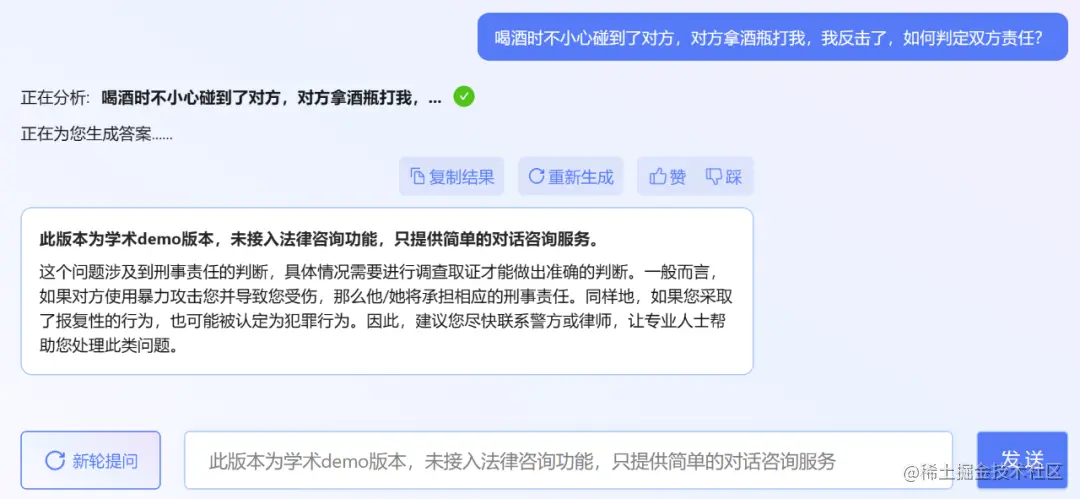 喝酒时不小心碰到了对方，对方拿酒瓶打我，我反击了，如何判定双方责任？
正在分析: 喝酒时不小心碰到了对方，对方拿酒瓶打我，...
正在为您生成答案......
复制结果 重新生成 赞 踩
此版本为学术demo版本，未接入法律咨询功能，只提供简单的对话咨询服务。
这个问题涉及到刑事责任的判断，具体情况需要进行调查取证才能做出准确的判断。一般而言，
如果对方使用暴力攻击您并导致您受伤，那么他/她将承担相应的刑事责任。同样地，如果您采取
了报复性的行为，也可能被认定为犯罪行为。因此，建议您尽快联系警方或律师，让专业人士帮
助您处理此类问题。
新轮提问 此版本为学术demo版本，未接入法律咨询功能，只提供简单的对话咨询服务 发送
@稀土掘金技术社区